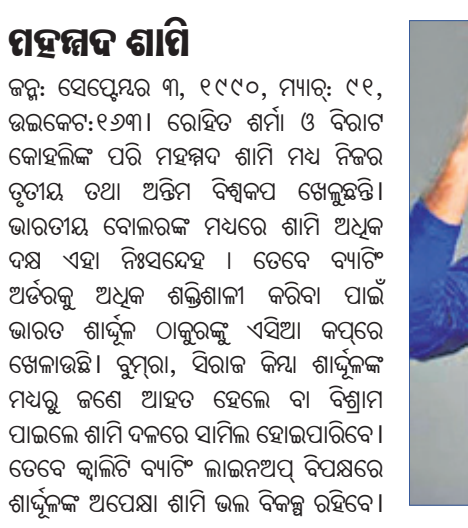 ମହମ୍ମଦ ଶାମି
ଜନ୍ମ: ସେପ୍ଟେମ୍ବର ୩, ୧୯୯୦, ମ୍ୟାଚ୍: ୯୧,
ଉଇକେଟ:୧୬୩। ରୋହିତ ଶର୍ମା ଓ ବିରାଟ
କୋହଲିଙ୍କ ପରି ମହମ୍ମଦ ଶାମି ମଧ୍ୟ ନିଜର
ତୃତୀୟ ତଥା ଅନ୍ତିମ ବିଶ୍ୱକପ ଖେଳୁଛନ୍ତି।
ଭାରତୀୟ ବୋଲରଙ୍କ ମଧ୍ୟରେ ଶାମି ଅଧିକ
ଦକ୍ଷ ଏହା ନିଃସନ୍ଦେହ । ତେବେ ବ୍ୟାଟିଂ
ଅର୍ଡରକୁ ଅଧିକ ଶକ୍ତିଶାଳୀ କରିବା ପାଇଁ
ଭାରତ ଶାର୍ଦ୍ଦୂଳ ଠାକୁରଙ୍କୁ ଏସିଆ କପ୍‌ରେ
ଖେଳାଉଛି। ବୁମ୍‌ରା, ସିରାଜ କିମ୍ବା ଶାର୍ଦ୍ଦୂଳଙ୍କ
ମଧ୍ୟରୁ ଜଣେ ଆହତ ହେଲେ ବା ବିଶ୍ରାମ
ପାଇଲେ ଶାମି ଦଳରେ ସାମିଲ ହୋଇପାରିବେ।
ତେବେ କ୍ୱାଲିଟି ବ୍ୟାଟିଂ ଲାଇନଅପ୍ ବିପକ୍ଷରେ
ଶାର୍ଦ୍ଦୂଳଙ୍କ ଅପେକ୍ଷା ଶାମି ଭଲ ବିକଳ୍ପ ରହିବେ।